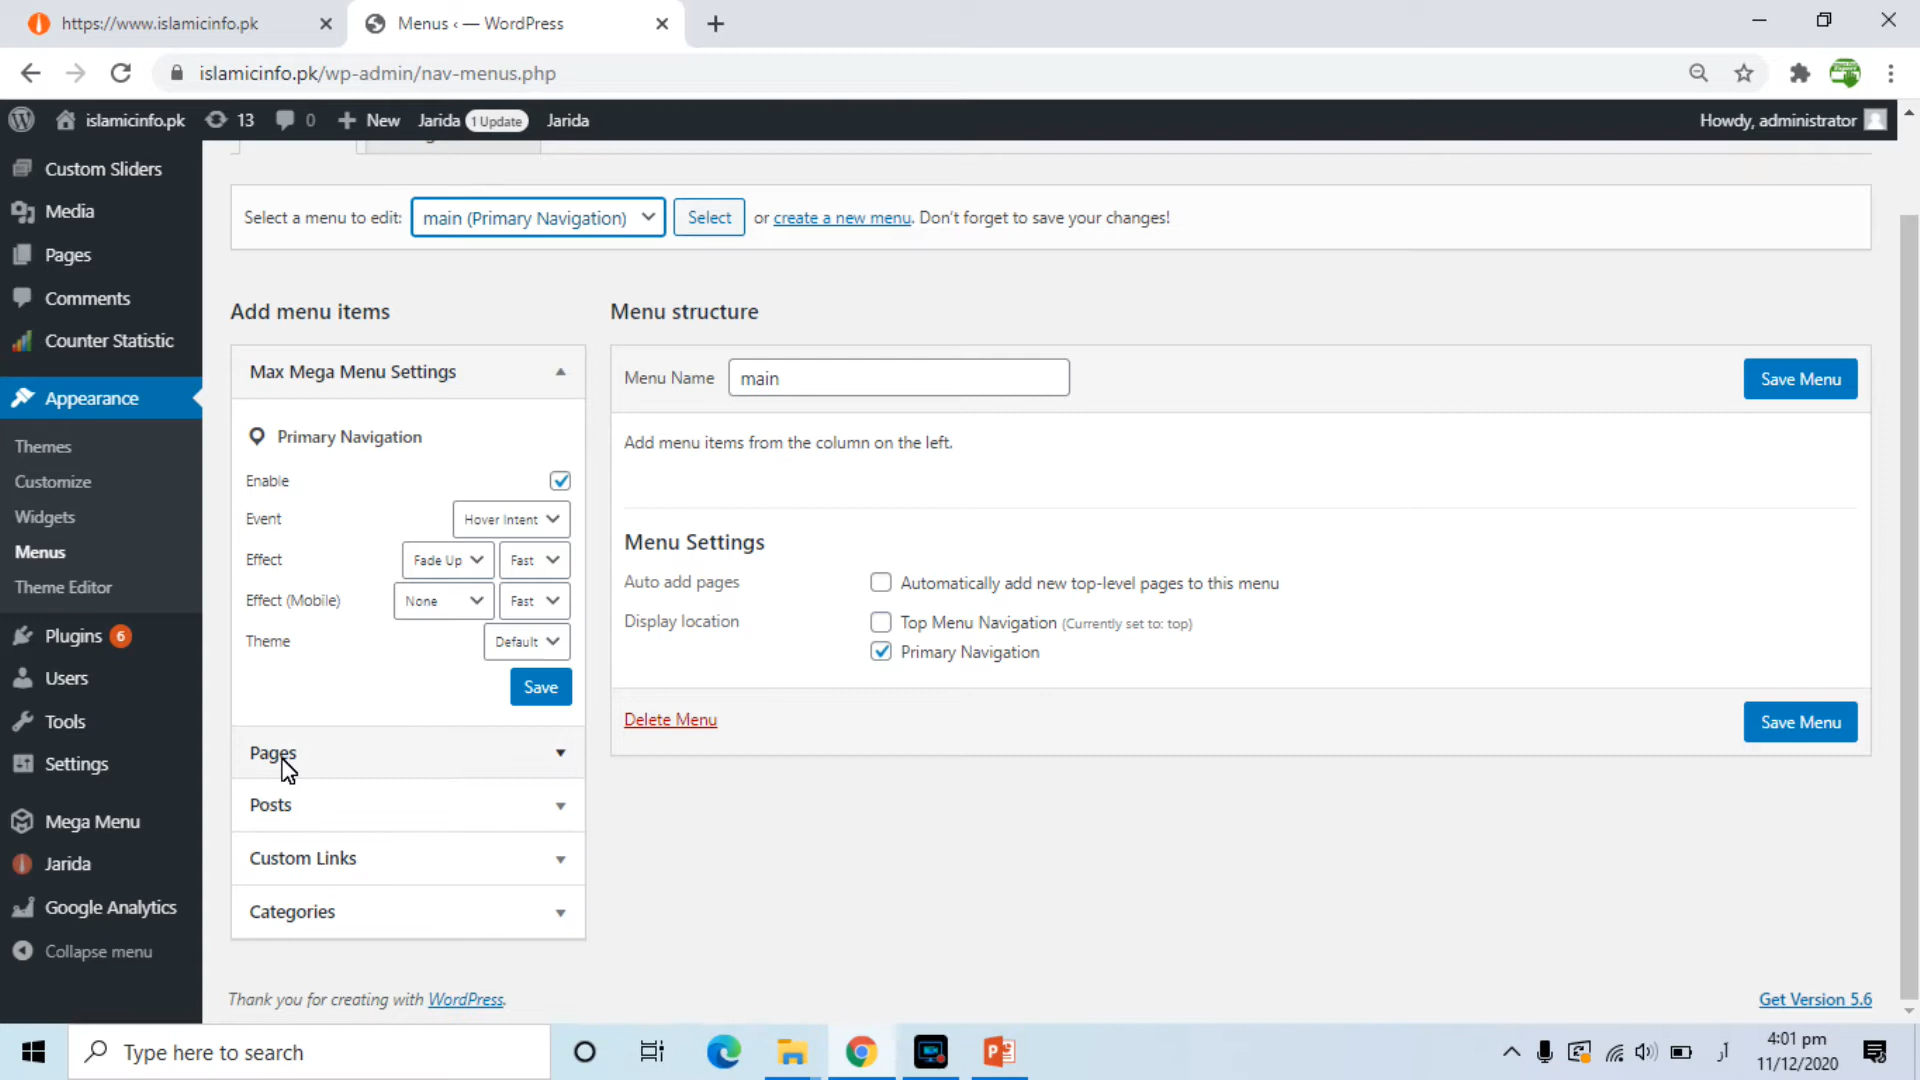 https://www.islamicinfo.pk
Menus ‹ — WordPress
islamicinfo.pk/wp-admin/nav-menus.php
islamicinfo.pk 13 0 New Jarida 1 Update Jarida
Howdy, administrator
Custom Sliders
Media
Pages
Comments
Counter Statistic
Appearance
Themes
Customize
Widgets
Menus
Theme Editor
Plugins 6
Users
Tools
Settings
Mega Menu
Jarida
Google Analytics
Collapse menu
Select a menu to edit: main (Primary Navigation) Select or create a new menu. Don't forget to save your changes!
Add menu items
Max Mega Menu Settings
Primary Navigation
Enable
Event Hover Intent
Effect Fade Up Fast
Effect (Mobile) None Fast
Theme Default
Save
Pages
Posts
Custom Links
Categories
Menu structure
Menu Name main Save Menu
Add menu items from the column on the left.
Menu Settings
Auto add pages Automatically add new top-level pages to this menu
Display location Top Menu Navigation (Currently set to: top)
Primary Navigation
Delete Menu Save Menu
Thank you for creating with WordPress.
Get Version 5.6
Type here to search
4:01 pm
11/12/2020